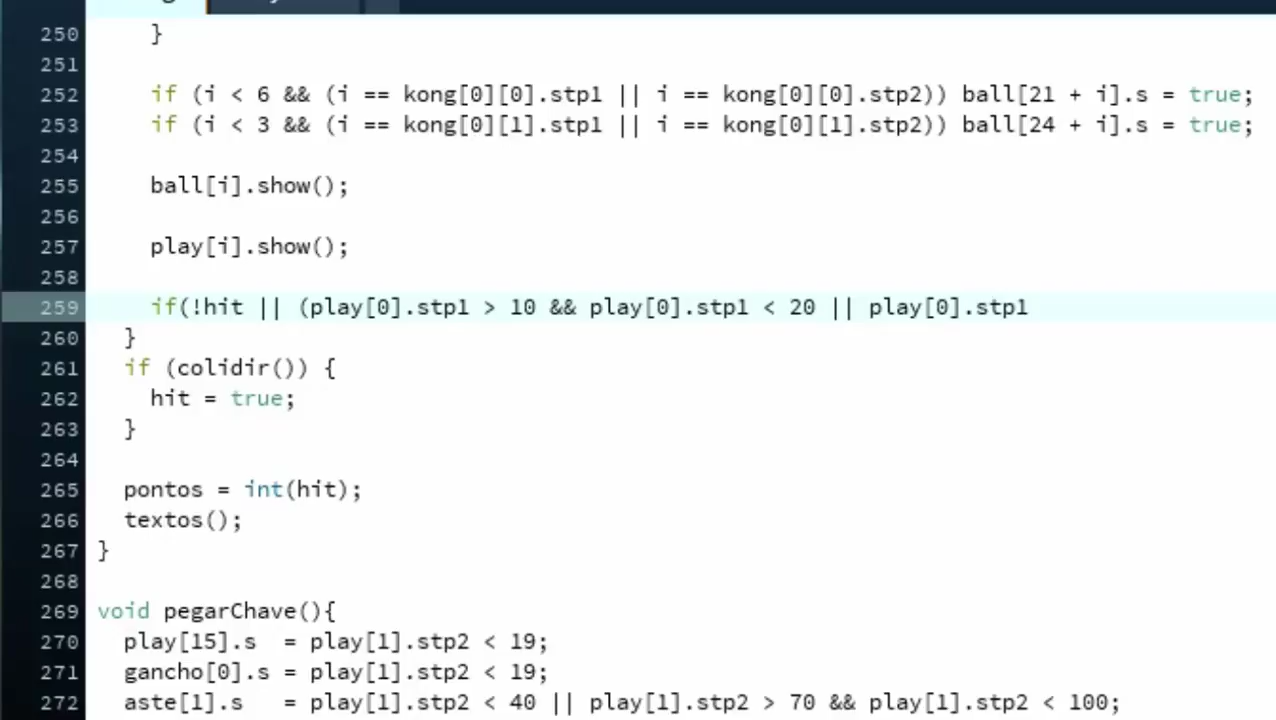 250 }
251
252 if (i < 6 && (i == kong[0][0].stp1 || i == kong[0][0].stp2)) ball[21 + i].s = true;
253 if (i < 3 && (i == kong[0][1].stp1 || i == kong[0][1].stp2)) ball[24 + i].s = true;
254
255 ball[i].show();
256
257 play[i].show();
258
259 if(!hit || (play[0].stp1 > 10 && play[0].stp1 < 20 || play[0].stp1
260 }
261 if (colidir()) {
262 hit = true;
263 }
264
265 pontos = int(hit);
266 textos();
267 }
268
269 void pegarChave(){
270 play[15].s = play[1].stp2 < 19;
271 gancho[0].s = play[1].stp2 < 19;
272 aste[1].s = play[1].stp2 < 40 || play[1].stp2 > 70 && play[1].stp2 < 100;